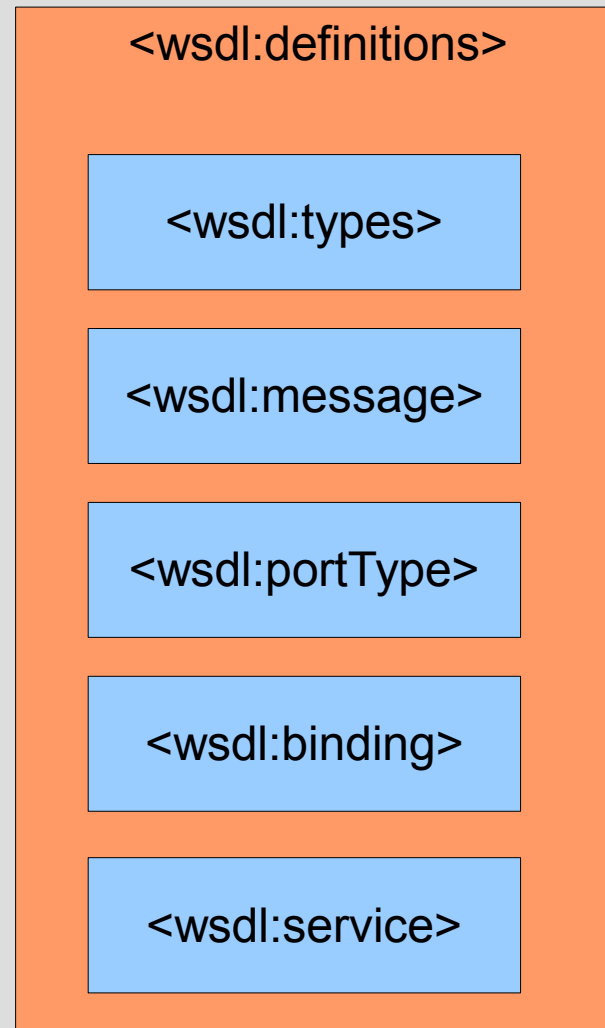 <wsdl:definitions>
<wsdl:types>
<wsdl:message>
<wsdl:portType>
<wsdl:binding>
<wsdl:service>